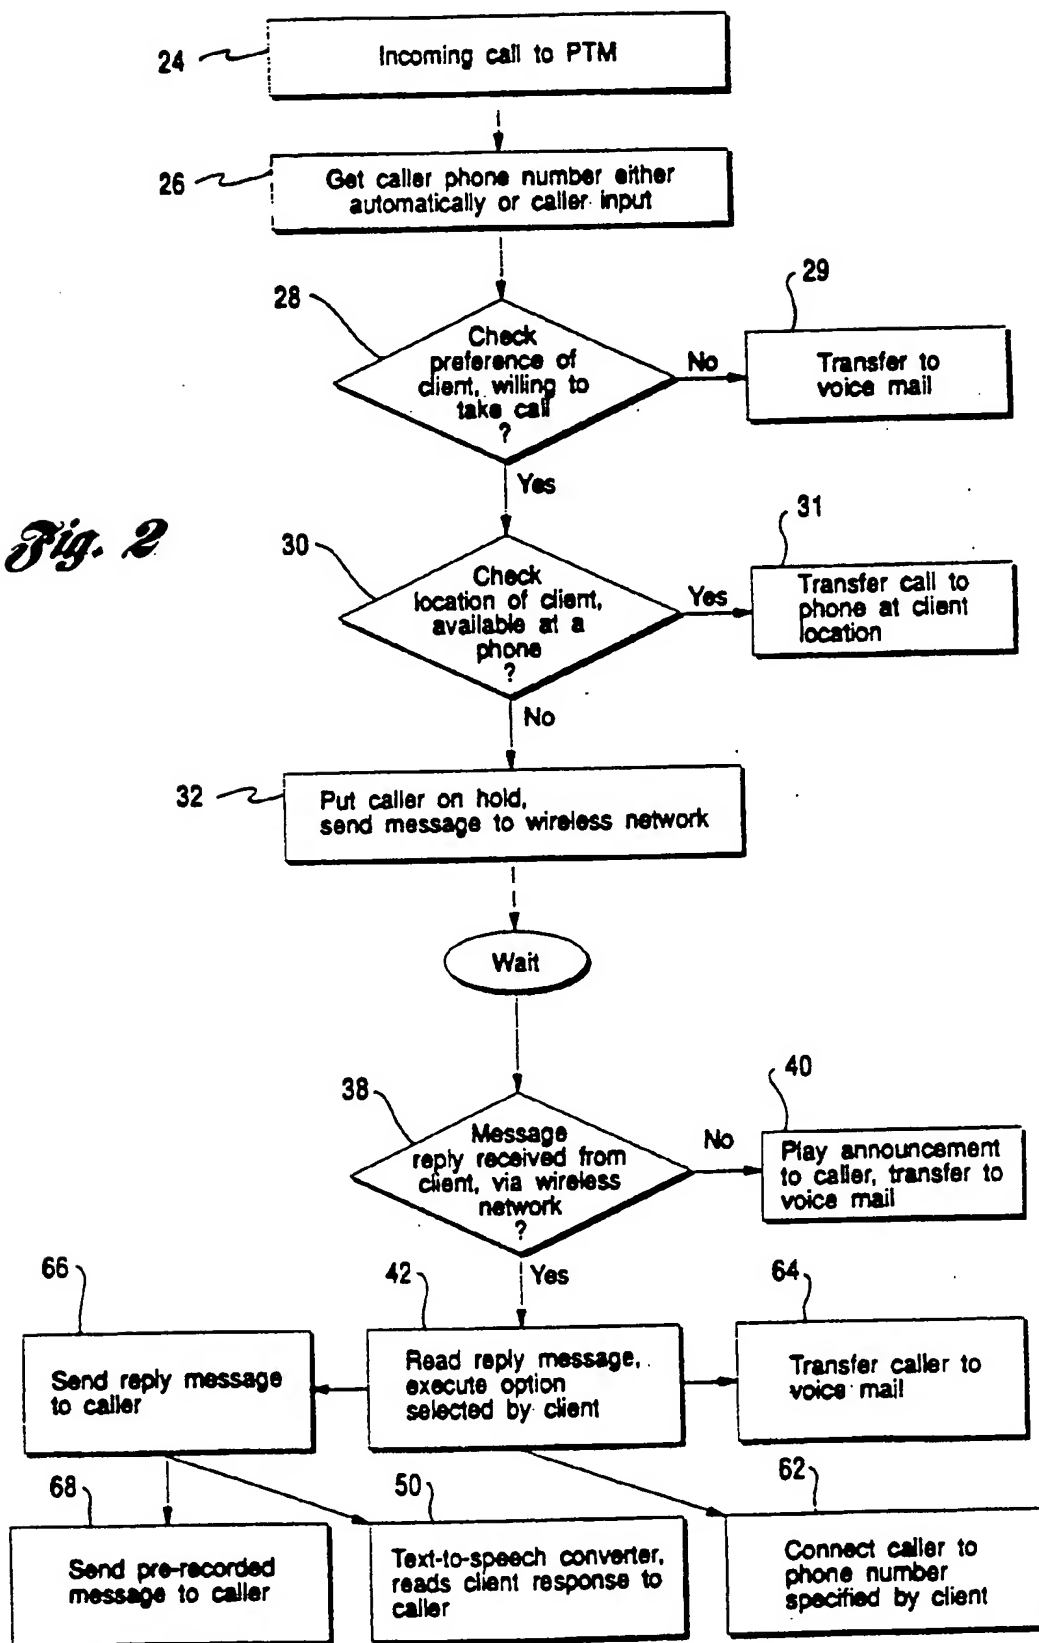 24
Incoming call to PTM
26
Get caller phone number either
automatically or caller input
28
Check
preference of
client, willing to
take call
?
No
29
Transfer to
voice mail
Yes
Fig. 2
30
Check
location of client,
available at a
phone
?
Yes
31
Transfer call to
phone at client
location
No
32
Put caller on hold,
send message to wireless network
Wait
38
Message
reply received from
client, via wireless
network
?
No
40
Play announcement
to caller, transfer to
voice mail
Yes
66
Send reply message
to caller
42
Read reply message,
execute option
selected by client
64
Transfer caller to
voice mail
68
Send pre-recorded
message to caller
50
Text-to-speech converter,
reads client response to
caller
62
Connect caller to
phone number
specified by client